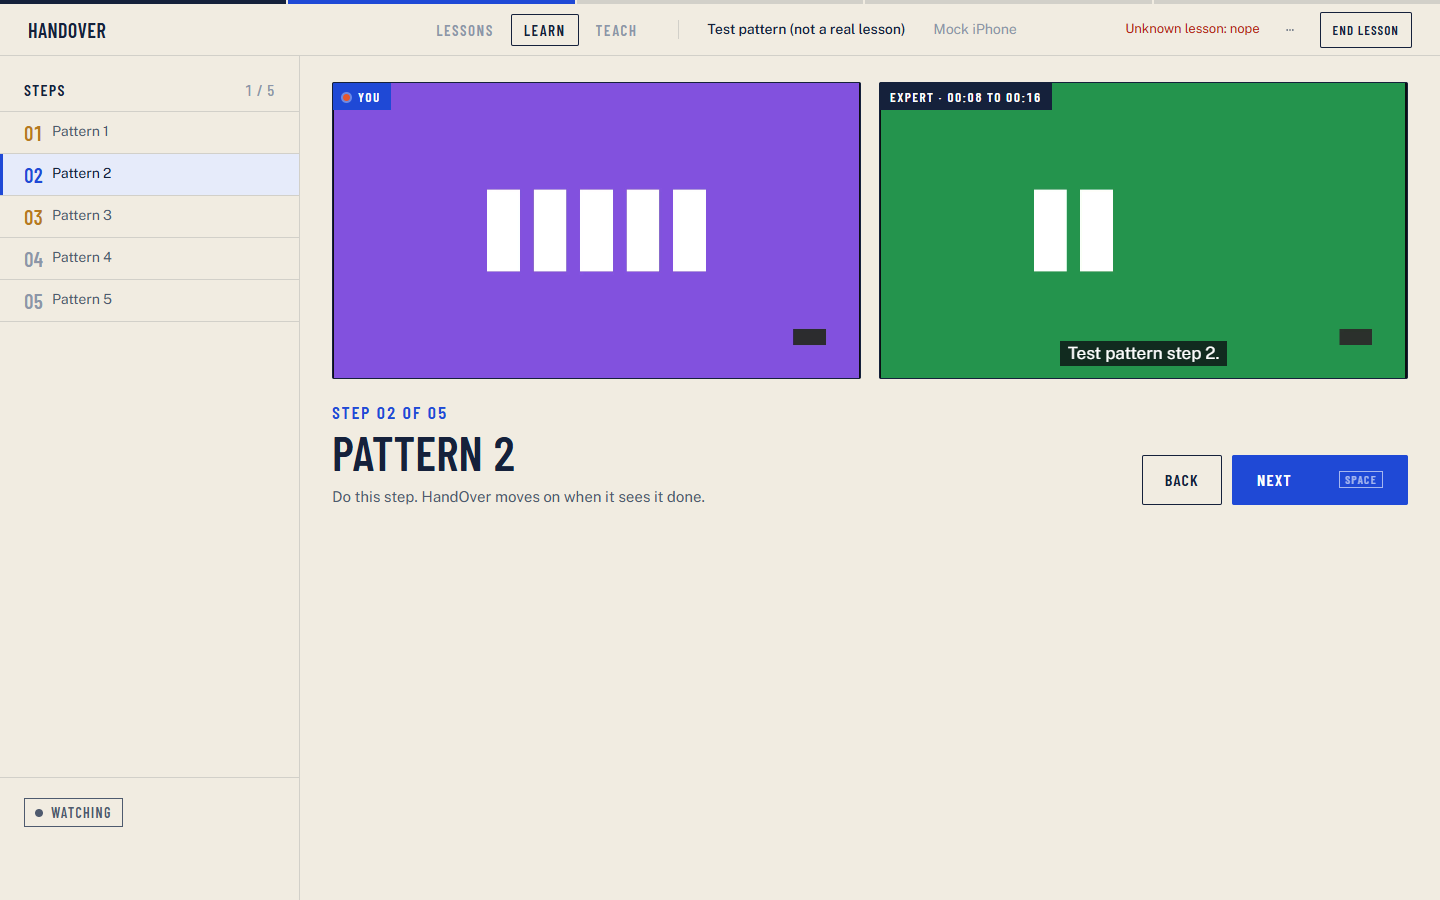 HANDOVER
LESSONS
LEARN
TEACH
Test pattern (not a real lesson)
Mock iPhone
Unknown lesson: nope
...
END LESSON
STEPS
1 / 5
01 Pattern 1
02 Pattern 2
03 Pattern 3
04 Pattern 4
05 Pattern 5
WATCHING
YOU
EXPERT · 00:08 TO 00:16
Test pattern step 2.
STEP 02 OF 05
PATTERN 2
Do this step. HandOver moves on when it sees it done.
BACK
NEXT
SPACE